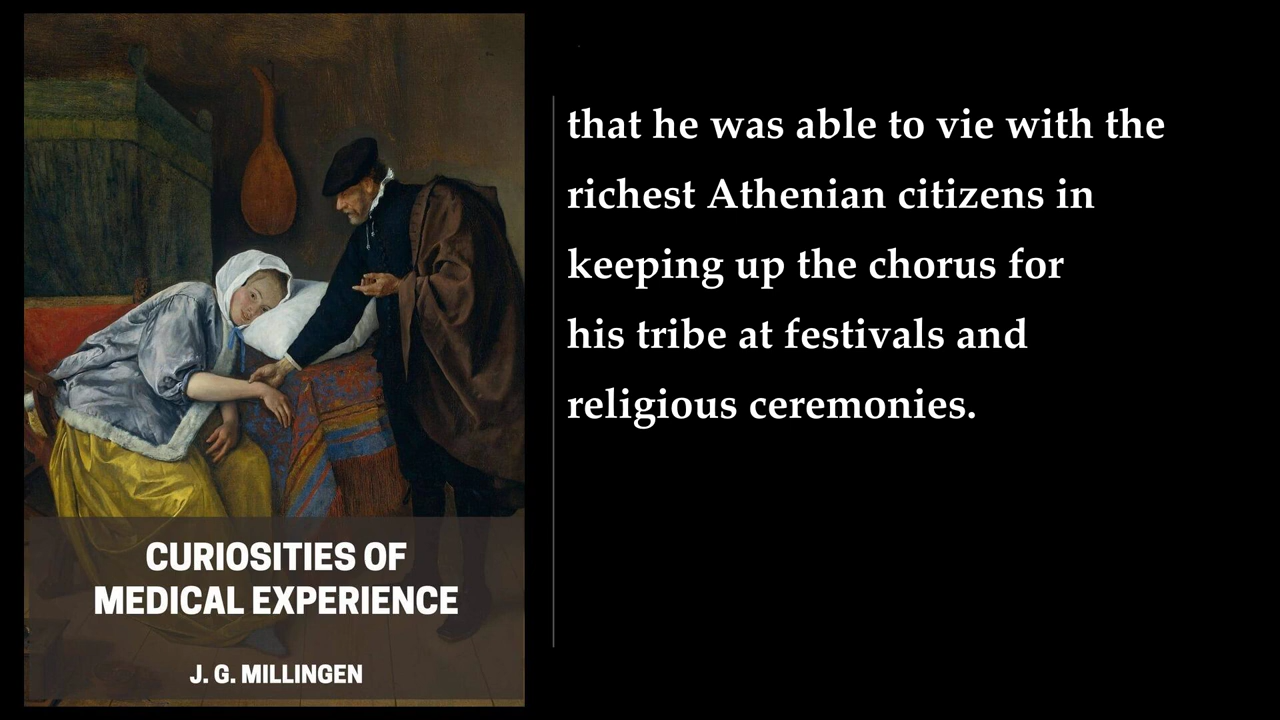 that he was able to vie with the
richest Athenian citizens in
keeping up the chorus for
his tribe at festivals and
religious ceremonies.
CURIOSITIES OF
MEDICAL EXPERIENCE
J. G. MILLINGEN